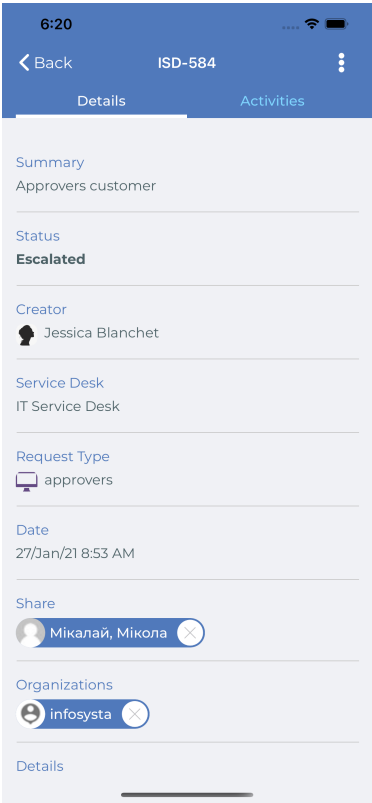 6:20
Back
ISD-584
Details
Activities
Summary
Approvers customer
Status
Escalated
Creator
Jessica Blanchet
Service Desk
IT Service Desk
Request Type
approvers
Date
27/Jan/21 8:53 AM
Share
Мікалай, Мікола
Organizations
infosysta
Details